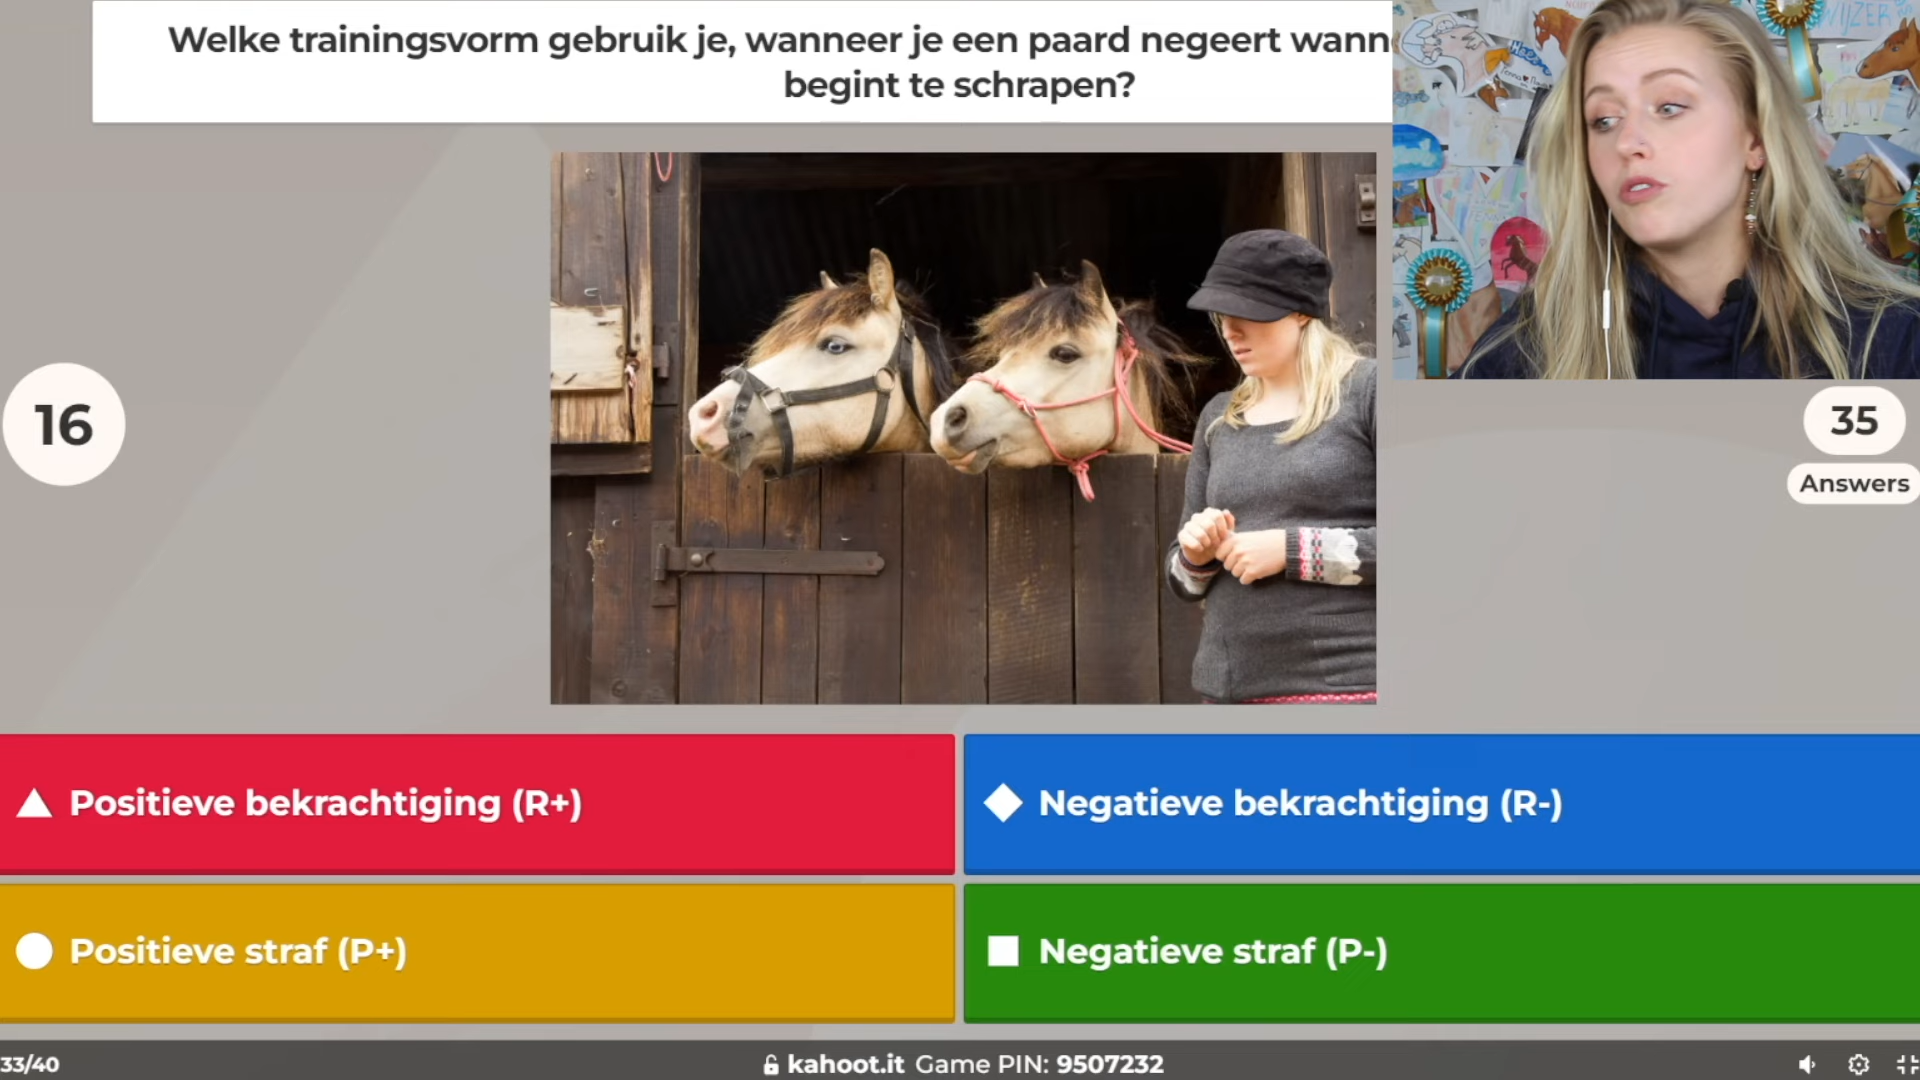 Welke trainingsvorm gebruik je, wanneer je een paard negeert
begint te schrapen?
WIJZER
16
35
Answers
Positieve bekrachtiging (R+)
Negatieve bekrachtiging (R-)
Positieve straf (P+)
Negatieve straf (P-)
33/40
kahoot.it Game PIN: 9507232